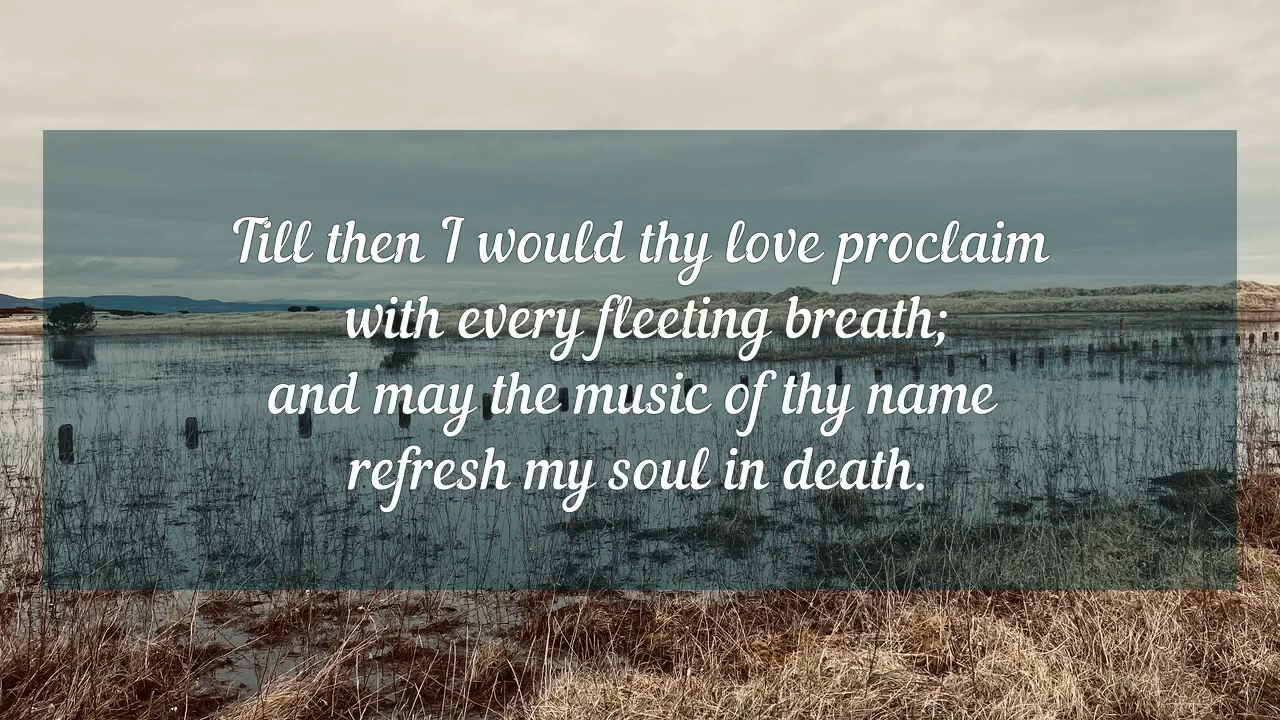 Till then I would thy love proclaim
with every fleeting breath;
and may the music of thy name
refresh my soul in death.